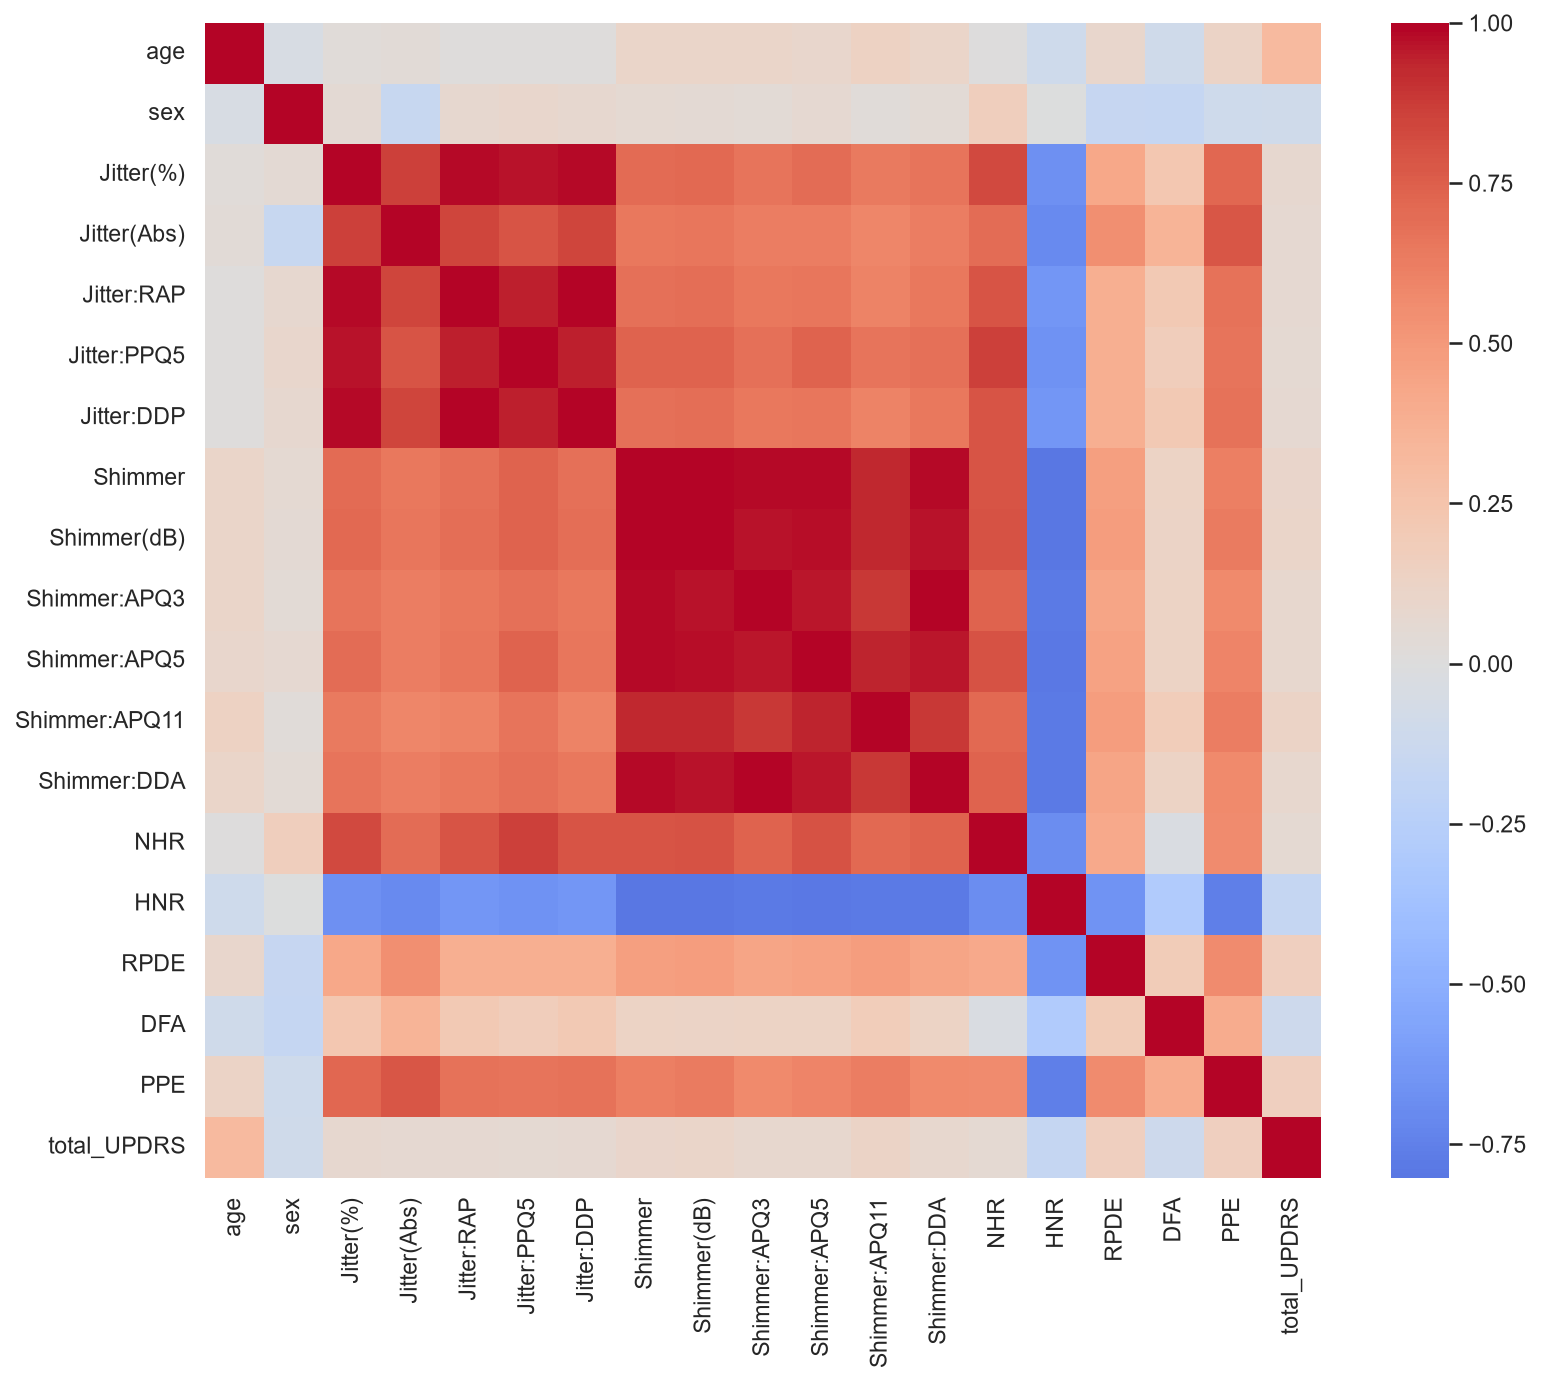 age
sex
Jitter(%)
Jitter(Abs)
Jitter:RAP
Jitter:PPQ5
Jitter:DDP
Shimmer
Shimmer(dB)
Shimmer:APQ3
Shimmer:APQ5
Shimmer:APQ11
Shimmer:DDA
NHR
HNR
RPDE
DFA
PPE
total_UPDRS
age
sex
Jitter(%)
Jitter(Abs)
Jitter:RAP
Jitter:PPQ5
Jitter:DDP
Shimmer
Shimmer(dB)
Shimmer:APQ3
Shimmer:APQ5
Shimmer:APQ11
Shimmer:DDA
NHR
HNR
RPDE
DFA
PPE
total_UPDRS
1.00
0.75
0.50
0.25
0.00
−0.25
−0.50
−0.75